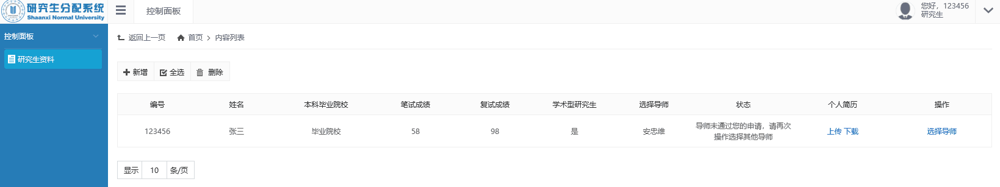 研究生分配系统
Shaanxi Normal University
控制面板
您好，123456
研究生
控制面板
研究生资料
返回上一页 首页 > 内容列表
新增 全选 删除
编号 姓名 本科毕业院校 笔试成绩 复试成绩 学术型研究生 选择导师 状态 个人简历 操作
123456 张三 毕业院校 58 98 是 安忠维 导师未通过您的申请，请再次
操作选择其他导师 上传 下载 选择导师
显示 10 条/页